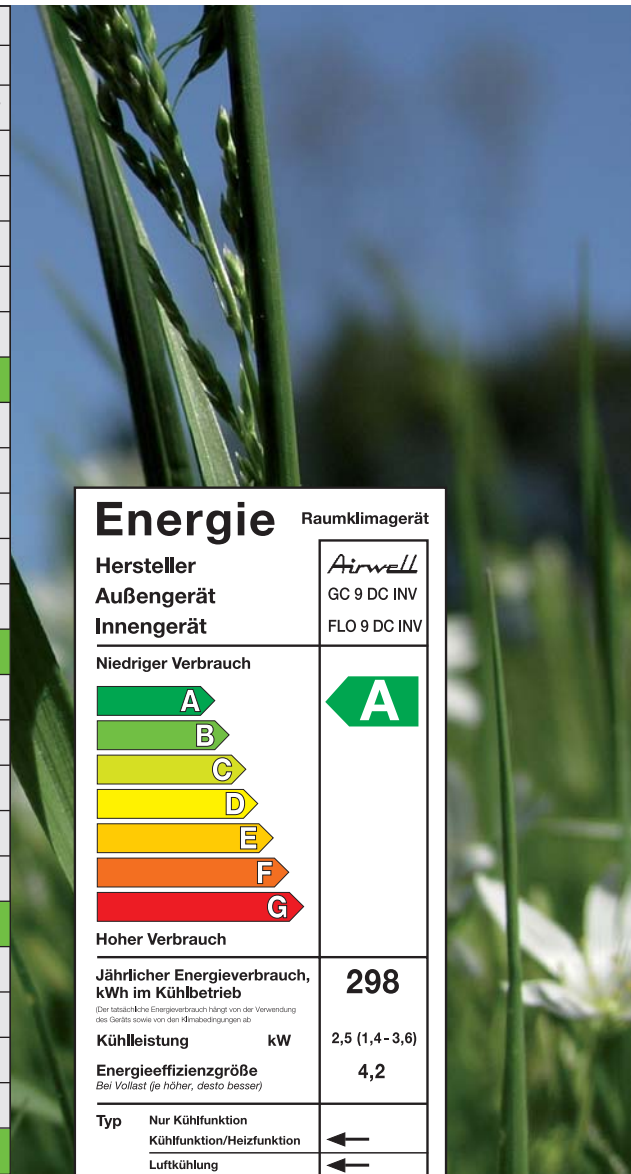 Energie Raumklimagerät
Hersteller Airwell
Außengerät GC 9 DC INV
Innengerät FLO 9 DC INV
Niedriger Verbrauch
A A
B
C
D
E
F
G
Hoher Verbrauch
Jährlicher Energieverbrauch,
kWh im Kühlbetrieb 298
(Der tatsächliche Energieverbrauch hängt von der Verwendung
des Geräts sowie von den Klimabedingungen ab
Kühlleistung kW 2,5 (1,4-3,6)
Energieeffizienzgröße 4,2
Bei Vollast (je höher, desto besser)
Typ Nur Kühlfunktion
Kühlfunktion/Heizfunktion
Luftkühlung